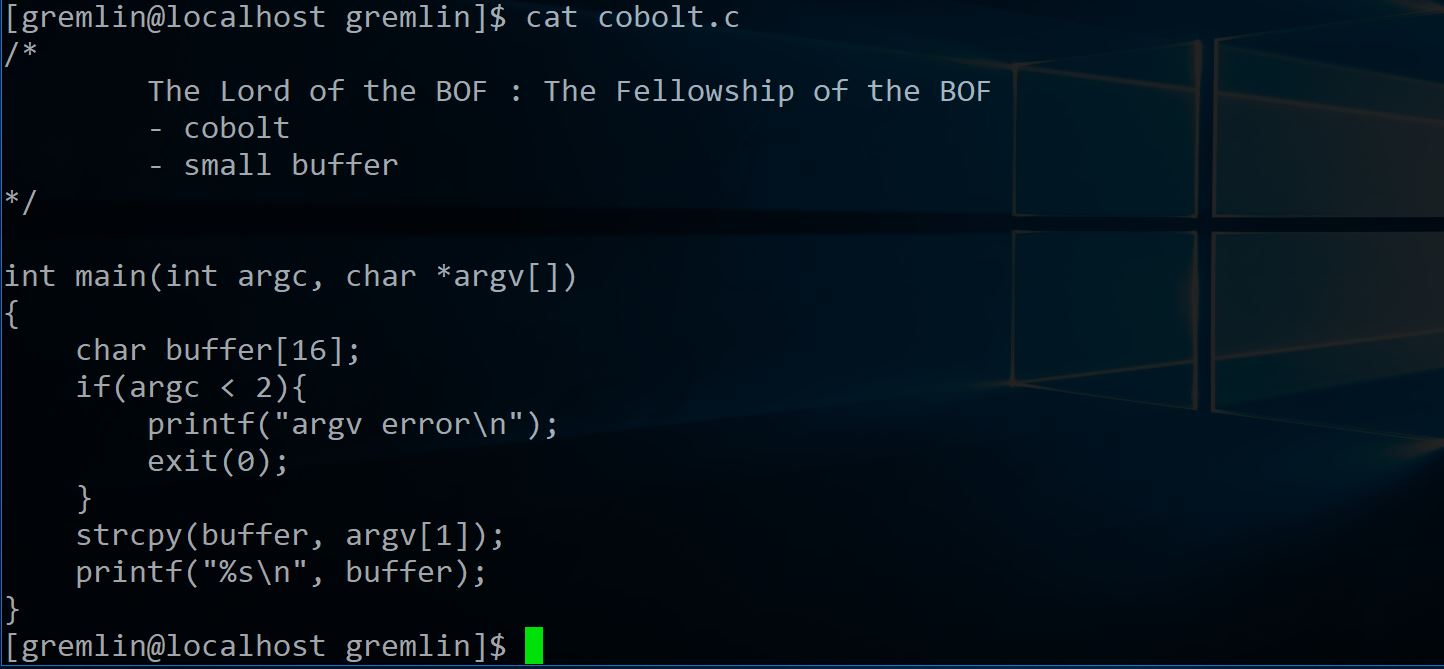 [gremlin@localhost gremlin]$ cat cobolt.c
/*
        The Lord of the BOF : The Fellowship of the BOF
        - cobolt
        - small buffer
*/

int main(int argc, char *argv[])
{
    char buffer[16];
    if(argc < 2){
        printf("argv error\n");
        exit(0);
    }
    strcpy(buffer, argv[1]);
    printf("%s\n", buffer);
}
[gremlin@localhost gremlin]$